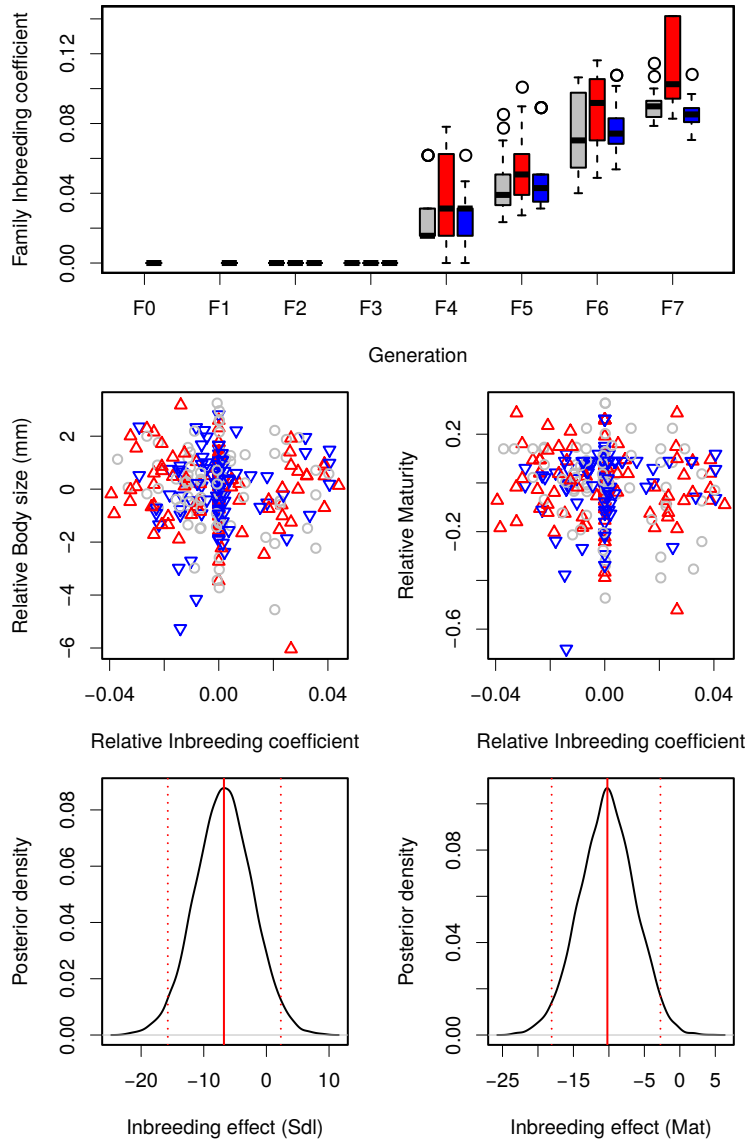 Family Inbreeding coefficient
0.00 0.04 0.08 0.12
F0 F1 F2 F3 F4 F5 F6 F7
Generation
Relative Body size (mm)
−6 −4 −2 0 2
−0.04 0.00 0.04
Relative Inbreeding coefficient
Relative Maturity
−0.6 −0.2 0.2
−0.04 0.00 0.04
Relative Inbreeding coefficient
Posterior density
0.00 0.02 0.04 0.06 0.08
−20 −10 0 10
Inbreeding effect (Sdl)
Posterior density
0.00 0.04 0.08
−25 −15 −5 0 5
Inbreeding effect (Mat)